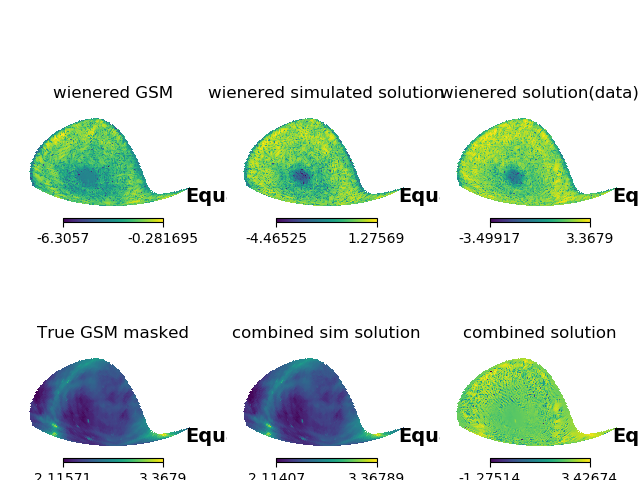 wienered GSM wienered simulated solution wienered solution(data)
Equ Equ Eq
-6.3057 -0.281695 -4.46525 1.27569 -3.49917 3.3679
True GSM masked combined sim solution combined solution
Equ Equ Eq
2.11571 3.3679 2.11407 3.36789 -1.27514 3.42674